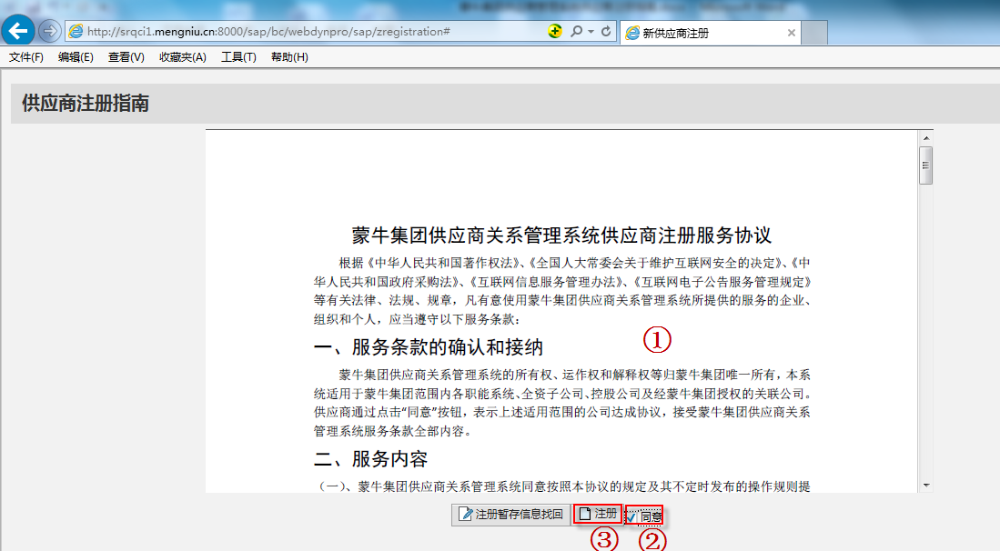 http://srqci1.mengniu.cn:8000/sap/bc/webdynpro/sap/zregistration#
新供应商注册
文件(F) 编辑(E) 查看(V) 收藏夹(A) 工具(T) 帮助(H)
供应商注册指南
蒙牛集团供应商关系管理系统供应商注册服务协议
根据《中华人民共和国著作权法》、《全国人大常委会关于维护互联网安全的决定》、《中
华人民共和国政府采购法》、《互联网信息服务管理办法》、《互联网电子公告服务管理规定》
等有关法律、法规、规章，凡有意使用蒙牛集团供应商关系管理系统所提供的服务的企业、
组织和个人，应当遵守以下服务条款：
①
一、服务条款的确认和接纳
蒙牛集团供应商关系管理系统的所有权、运作权和解释权等归蒙牛集团唯一所有，本系
统适用于蒙牛集团范围内各职能系统、全资子公司、控股公司及经蒙牛集团授权的关联公司。
供应商通过点击“同意”按钮，表示上述适用范围的公司达成协议，接受蒙牛集团供应商关系
管理系统服务条款全部内容。
二、服务内容
（一）、蒙牛集团供应商关系管理系统同意按照本协议的规定及其不定时发布的操作规则提
注册暂存信息找回 注册 同意
③ ②